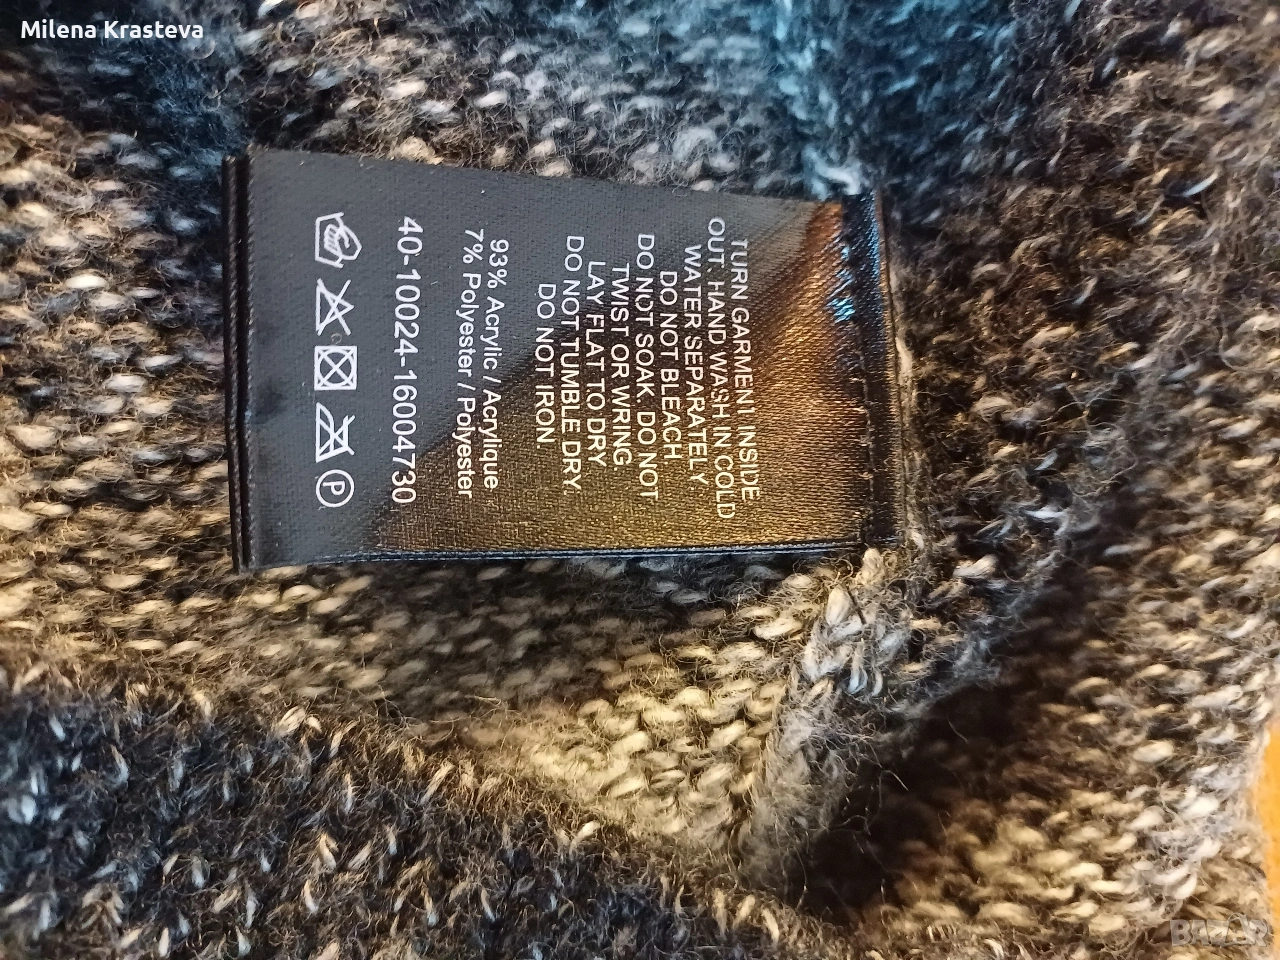 Milena Krasteva
TURN GARMENT INSIDE
OUT. HAND WASH IN COLD
WATER SEPARATELY.
DO NOT BLEACH.
DO NOT SOAK. DO NOT
TWIST OR WRING.
LAY FLAT TO DRY.
DO NOT TUMBLE DRY.
DO NOT IRON.
93% Acrylic / Acrylique
7% Polyester / Polyester
40-10024-16004730
P
BAZAR